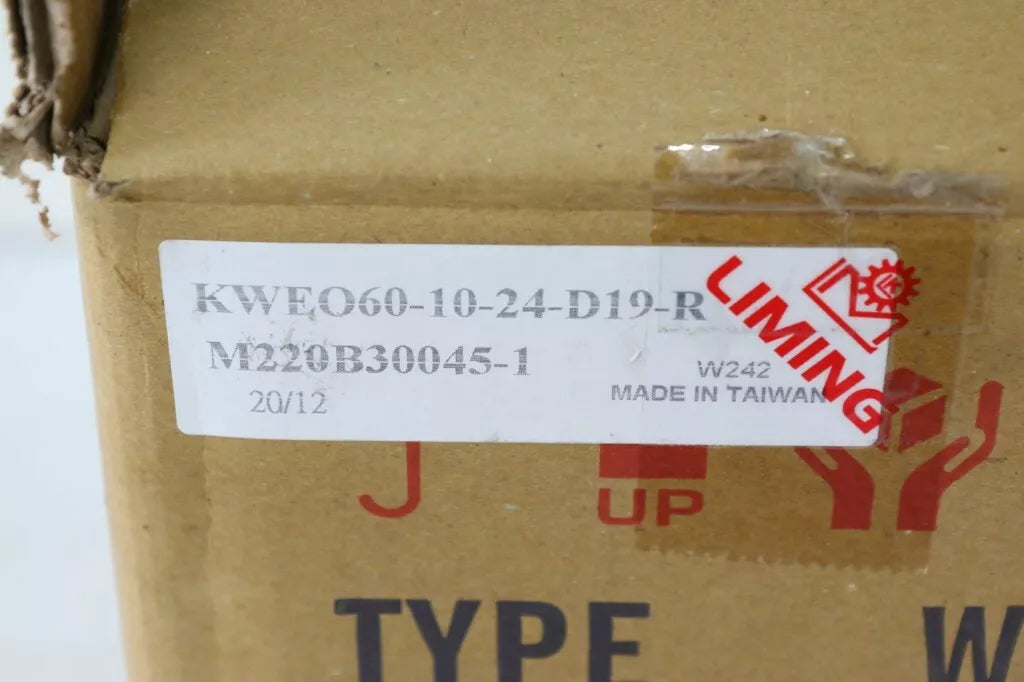 KWEO60-10-24-D19-R
LIMING
M220B30045-1
W242
20/12
MADE IN TAIWAN
UP
TYPE
W